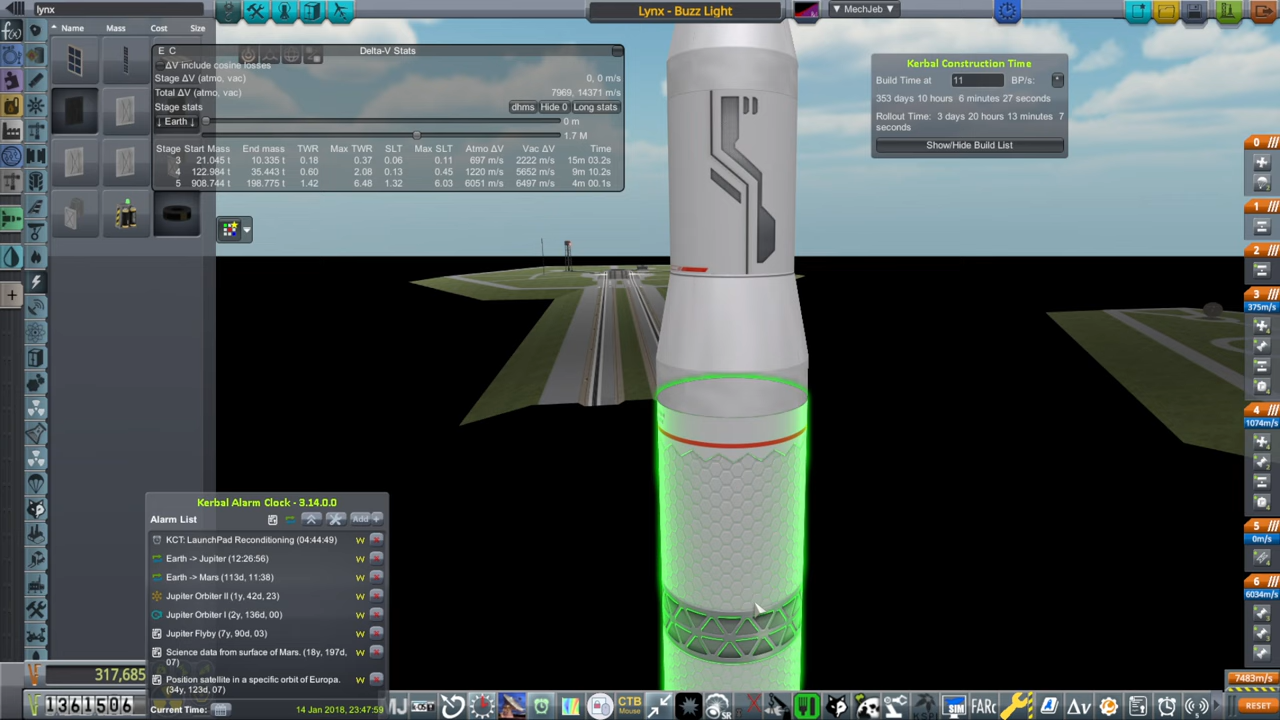 lynx
Name Mass Cost Size
Lynx - Buzz Light
▼ MechJeb ▼
E C Delta-V Stats
ΔV include cosine losses
Stage ΔV (atmo, vac) 0, 0 m/s
Total ΔV (atmo, vac) 7969, 14371 m/s
Stage stats dhms Hide 0 Long stats
↓ Earth ↓ 0 m
1.7 M
Stage Start Mass End mass TWR Max TWR SLT Max SLT Atmo ΔV Vac ΔV Time
3 21.045 t 10.335 t 0.18 0.37 0.06 0.11 697 m/s 2222 m/s 15m 03.2s
4 122.984 t 35.443 t 0.60 2.08 0.13 0.45 1220 m/s 5652 m/s 9m 10.2s
5 908.744 t 198.775 t 1.42 6.48 1.32 6.03 6051 m/s 6497 m/s 4m 00.1s
Kerbal Construction Time
Build Time at 11 BP/s: *
353 days 10 hours 6 minutes 27 seconds
Rollout Time: 3 days 20 hours 13 minutes 7
seconds
Show/Hide Build List
0
1
2
3
375m/s
4
1074m/s
5
0m/s
6
6034m/s
7483m/s
RESET
Kerbal Alarm Clock - 3.14.0.0
Alarm List Add +
KCT: LaunchPad Reconditioning (04:44:49) W
Earth -> Jupiter (12:26:56) W
Earth -> Mars (113d, 11:38) W
Jupiter Orbiter II (1y, 42d, 23) W
Jupiter Orbiter I (2y, 136d, 00) W
Jupiter Flyby (7y, 90d, 03) W
Science data from surface of Mars. (18y, 197d,
07) W
Position satellite in a specific orbit of Europa.
(34y, 123d, 07) W
Current Time: 14 Jan 2018, 23:47:59
317,685
1361506
CTB
Mouse
SR
KSPI
SIM
FARc
Δv